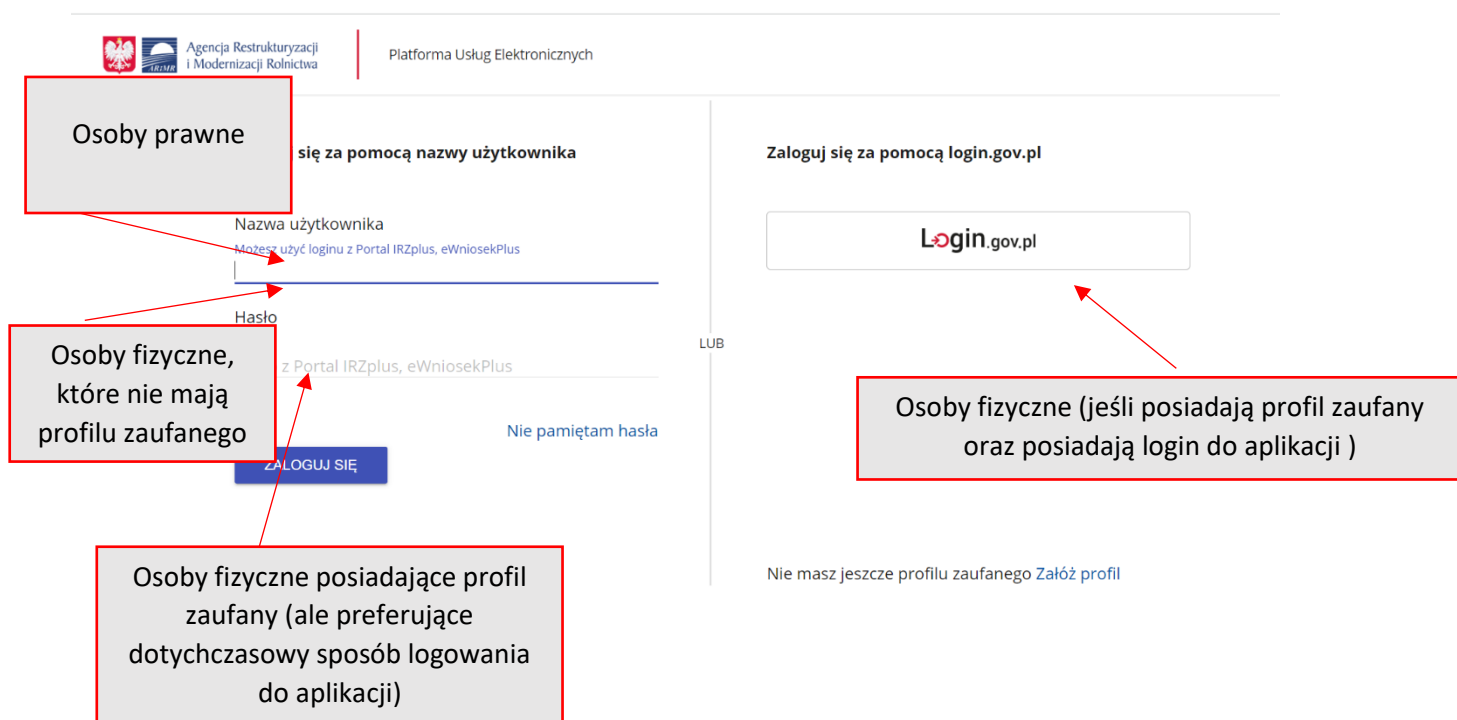 Agencja Restrukturyzacji
i Modernizacji Rolnictwa
ARiMR
Platforma Usług Elektronicznych
Osoby prawne
się za pomocą nazwy użytkownika
Nazwa użytkownika
Możesz użyć loginu z Portal IRZplus, eWniosekPlus
Hasło
z Portal IRZplus, eWniosekPlus
Osoby fizyczne,
które nie mają
profilu zaufanego
Nie pamiętam hasła
ZALOGUJ SIĘ
Osoby fizyczne posiadające profil
zaufany (ale preferujące
dotychczasowy sposób logowania
do aplikacji)
LUB
Zaloguj się za pomocą login.gov.pl
Login.gov.pl
Osoby fizyczne (jeśli posiadają profil zaufany
oraz posiadają login do aplikacji )
Nie masz jeszcze profilu zaufanego Załóż profil